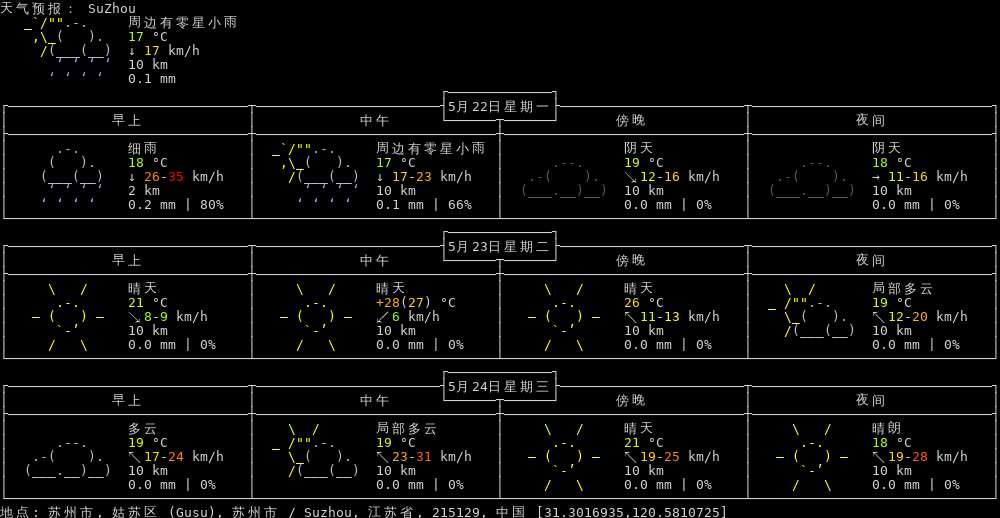 天气预报: SuZhou
周边有零星小雨
17 °C
↓ 17 km/h
10 km
0.1 mm
5月22日星期一
早上 中午 傍晚 夜间
细雨 周边有零星小雨 阴天 阴天
18 °C 17 °C 19 °C 18 °C
↓ 26-35 km/h ↓ 17-23 km/h ↘ 12-16 km/h → 11-16 km/h
2 km 10 km 10 km 10 km
0.2 mm | 80% 0.1 mm | 66% 0.0 mm | 0% 0.0 mm | 0%
5月23日星期二
早上 中午 傍晚 夜间
晴天 晴天 晴天 局部多云
21 °C +28(27) °C 26 °C 19 °C
↘ 8-9 km/h ↙ 6 km/h ↖ 11-13 km/h ↖ 12-20 km/h
10 km 10 km 10 km 10 km
0.0 mm | 0% 0.0 mm | 0% 0.0 mm | 0% 0.0 mm | 0%
5月24日星期三
早上 中午 傍晚 夜间
多云 局部多云 晴天 晴朗
19 °C 19 °C 21 °C 18 °C
↖ 17-24 km/h ↖ 23-31 km/h ↖ 19-25 km/h ↖ 19-28 km/h
10 km 10 km 10 km 10 km
0.0 mm | 0% 0.0 mm | 0% 0.0 mm | 0% 0.0 mm | 0%
地点: 苏州市, 姑苏区 (Gusu), 苏州市 / Suzhou, 江苏省, 215129, 中国 [31.3016935,120.5810725]